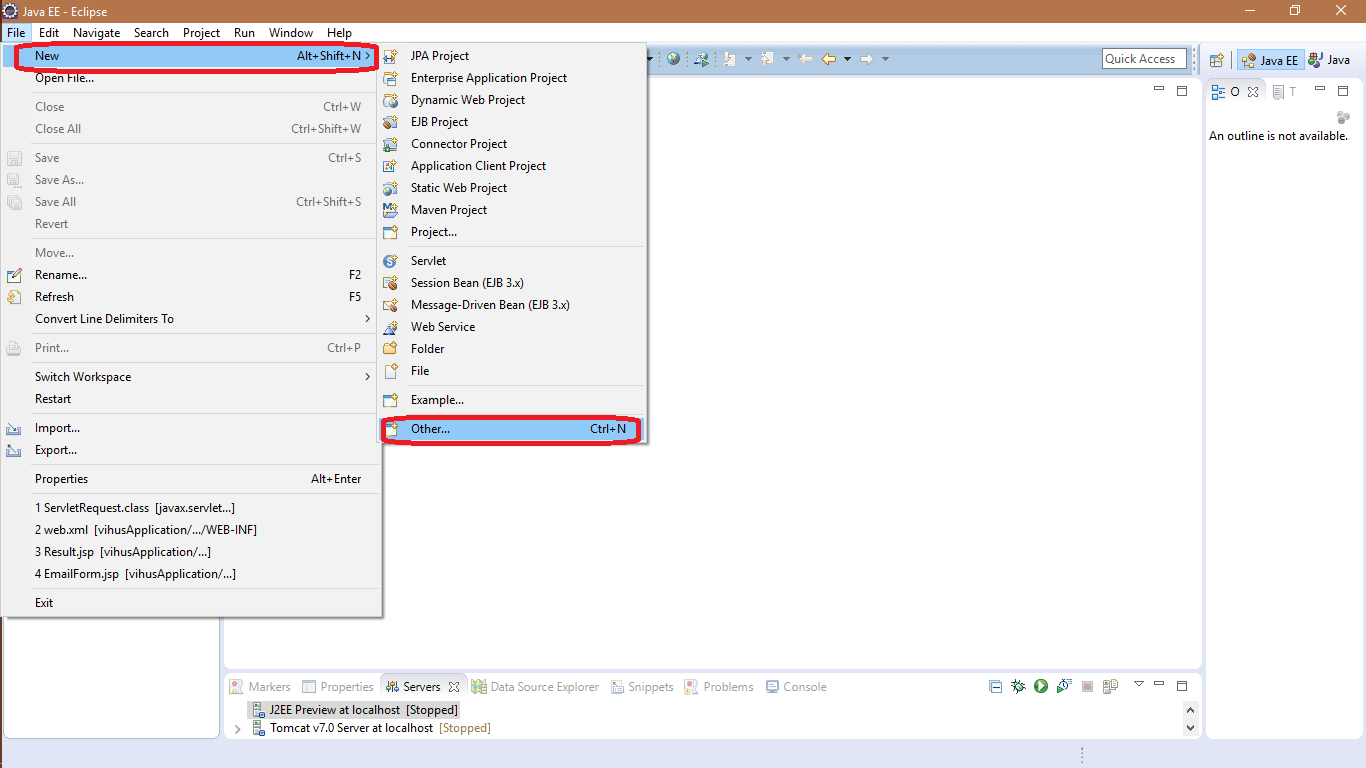 Java EE - Eclipse
File Edit Navigate Search Project Run Window Help
New Alt+Shift+N
Open File...
Close Ctrl+W
Close All Ctrl+Shift+W
Save Ctrl+S
Save As...
Save All Ctrl+Shift+S
Revert
Move...
Rename... F2
Refresh F5
Convert Line Delimiters To
Print... Ctrl+P
Switch Workspace
Restart
Import...
Export...
Properties Alt+Enter
1 ServletRequest.class [javax.servlet...]
2 web.xml [vihusApplication/.../WEB-INF]
3 Result.jsp [vihusApplication/...]
4 EmailForm.jsp [vihusApplication/...]
Exit
JPA Project
Enterprise Application Project
Dynamic Web Project
EJB Project
Connector Project
Application Client Project
Static Web Project
Maven Project
Project...
Servlet
Session Bean (EJB 3.x)
Message-Driven Bean (EJB 3.x)
Web Service
Folder
File
Example...
Other... Ctrl+N
Quick Access
Java EE Java
O T
An outline is not available.
Markers Properties Servers Data Source Explorer Snippets Problems Console
J2EE Preview at localhost [Stopped]
Tomcat v7.0 Server at localhost [Stopped]